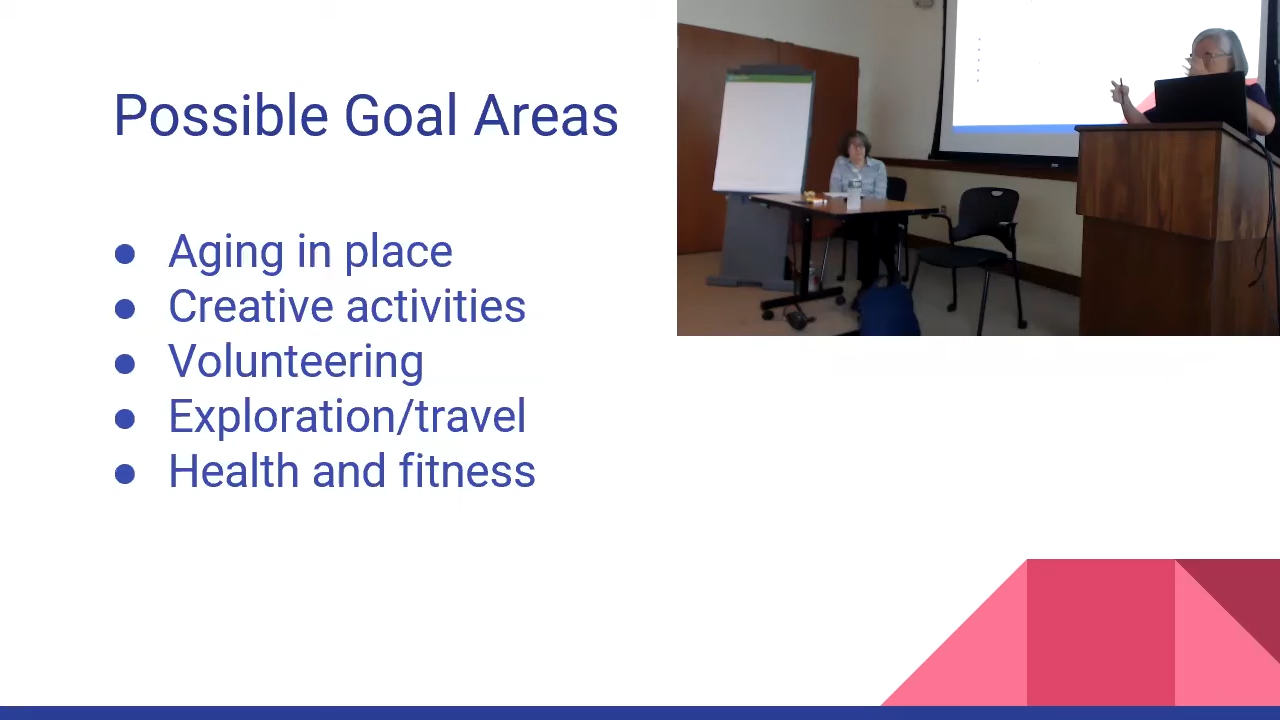 Possible Goal Areas
● Aging in place
● Creative activities
● Volunteering
● Exploration/travel
● Health and fitness